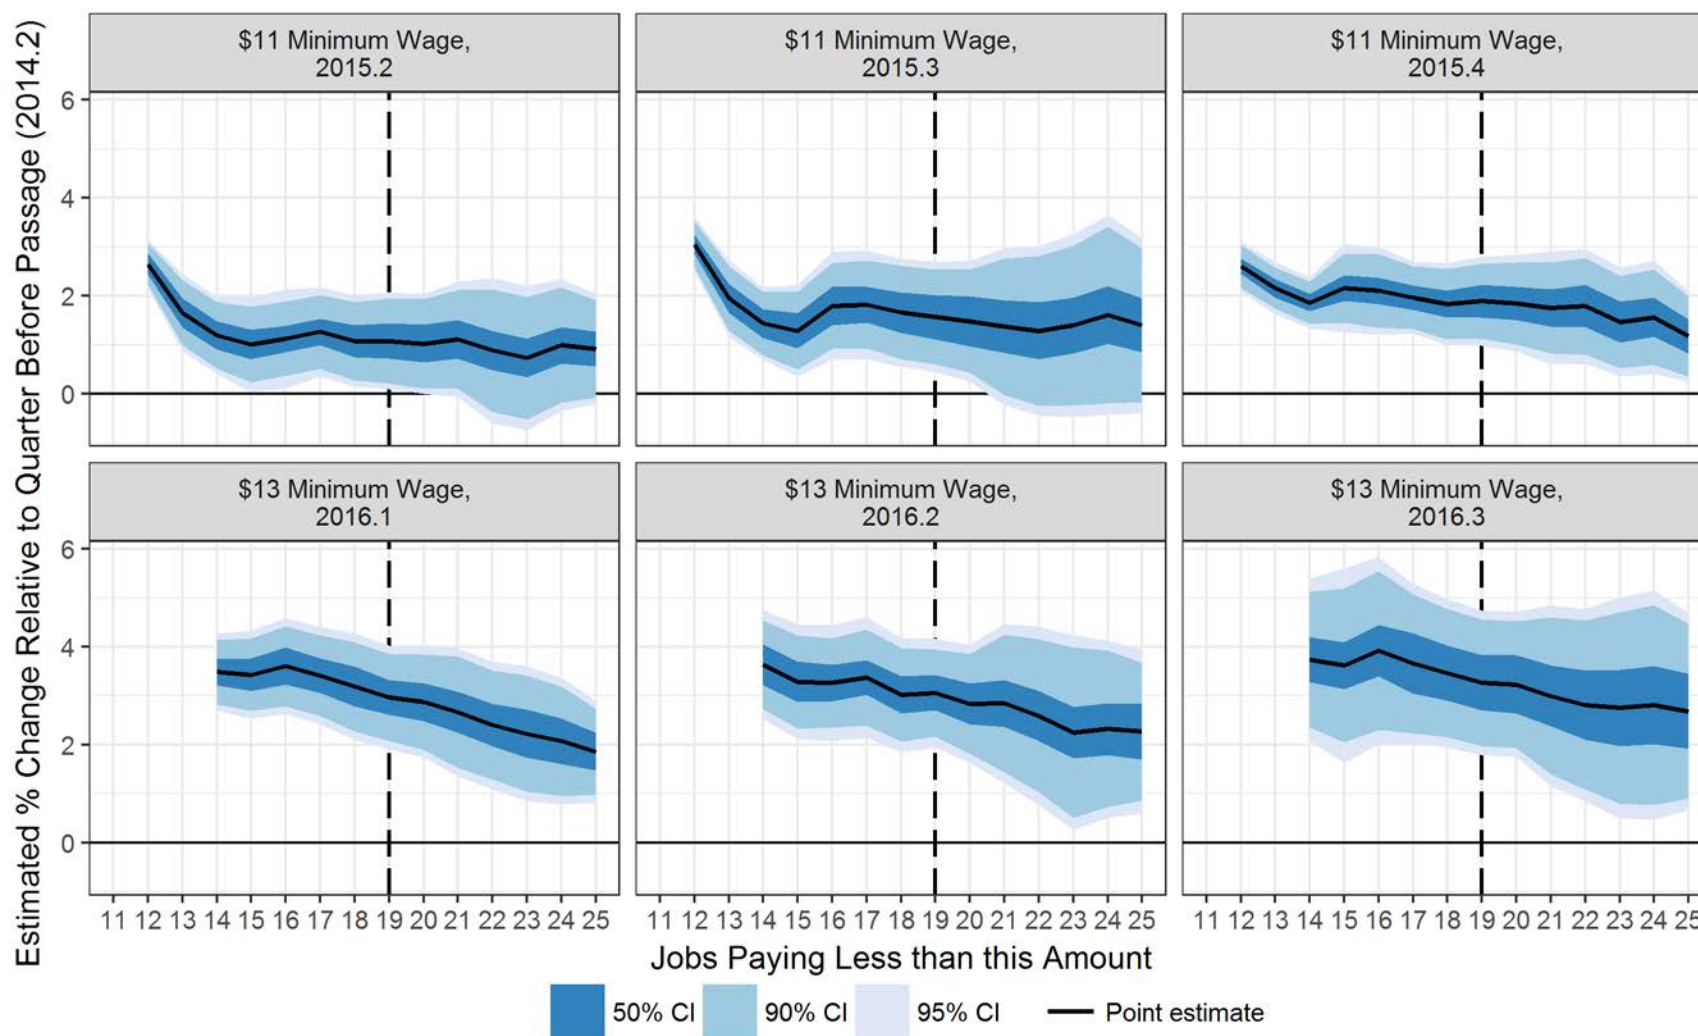 Estimated % Change Relative to Quarter Before Passage (2014.2)
$11 Minimum Wage,
2015.2
$11 Minimum Wage,
2015.3
$11 Minimum Wage,
2015.4
6
4
2
0
$13 Minimum Wage,
2016.1
$13 Minimum Wage,
2016.2
$13 Minimum Wage,
2016.3
6
4
2
0
11 12 13 14 15 16 17 18 19 20 21 22 23 24 25
11 12 13 14 15 16 17 18 19 20 21 22 23 24 25
11 12 13 14 15 16 17 18 19 20 21 22 23 24 25
Jobs Paying Less than this Amount
50% CI 90% CI 95% CI Point estimate